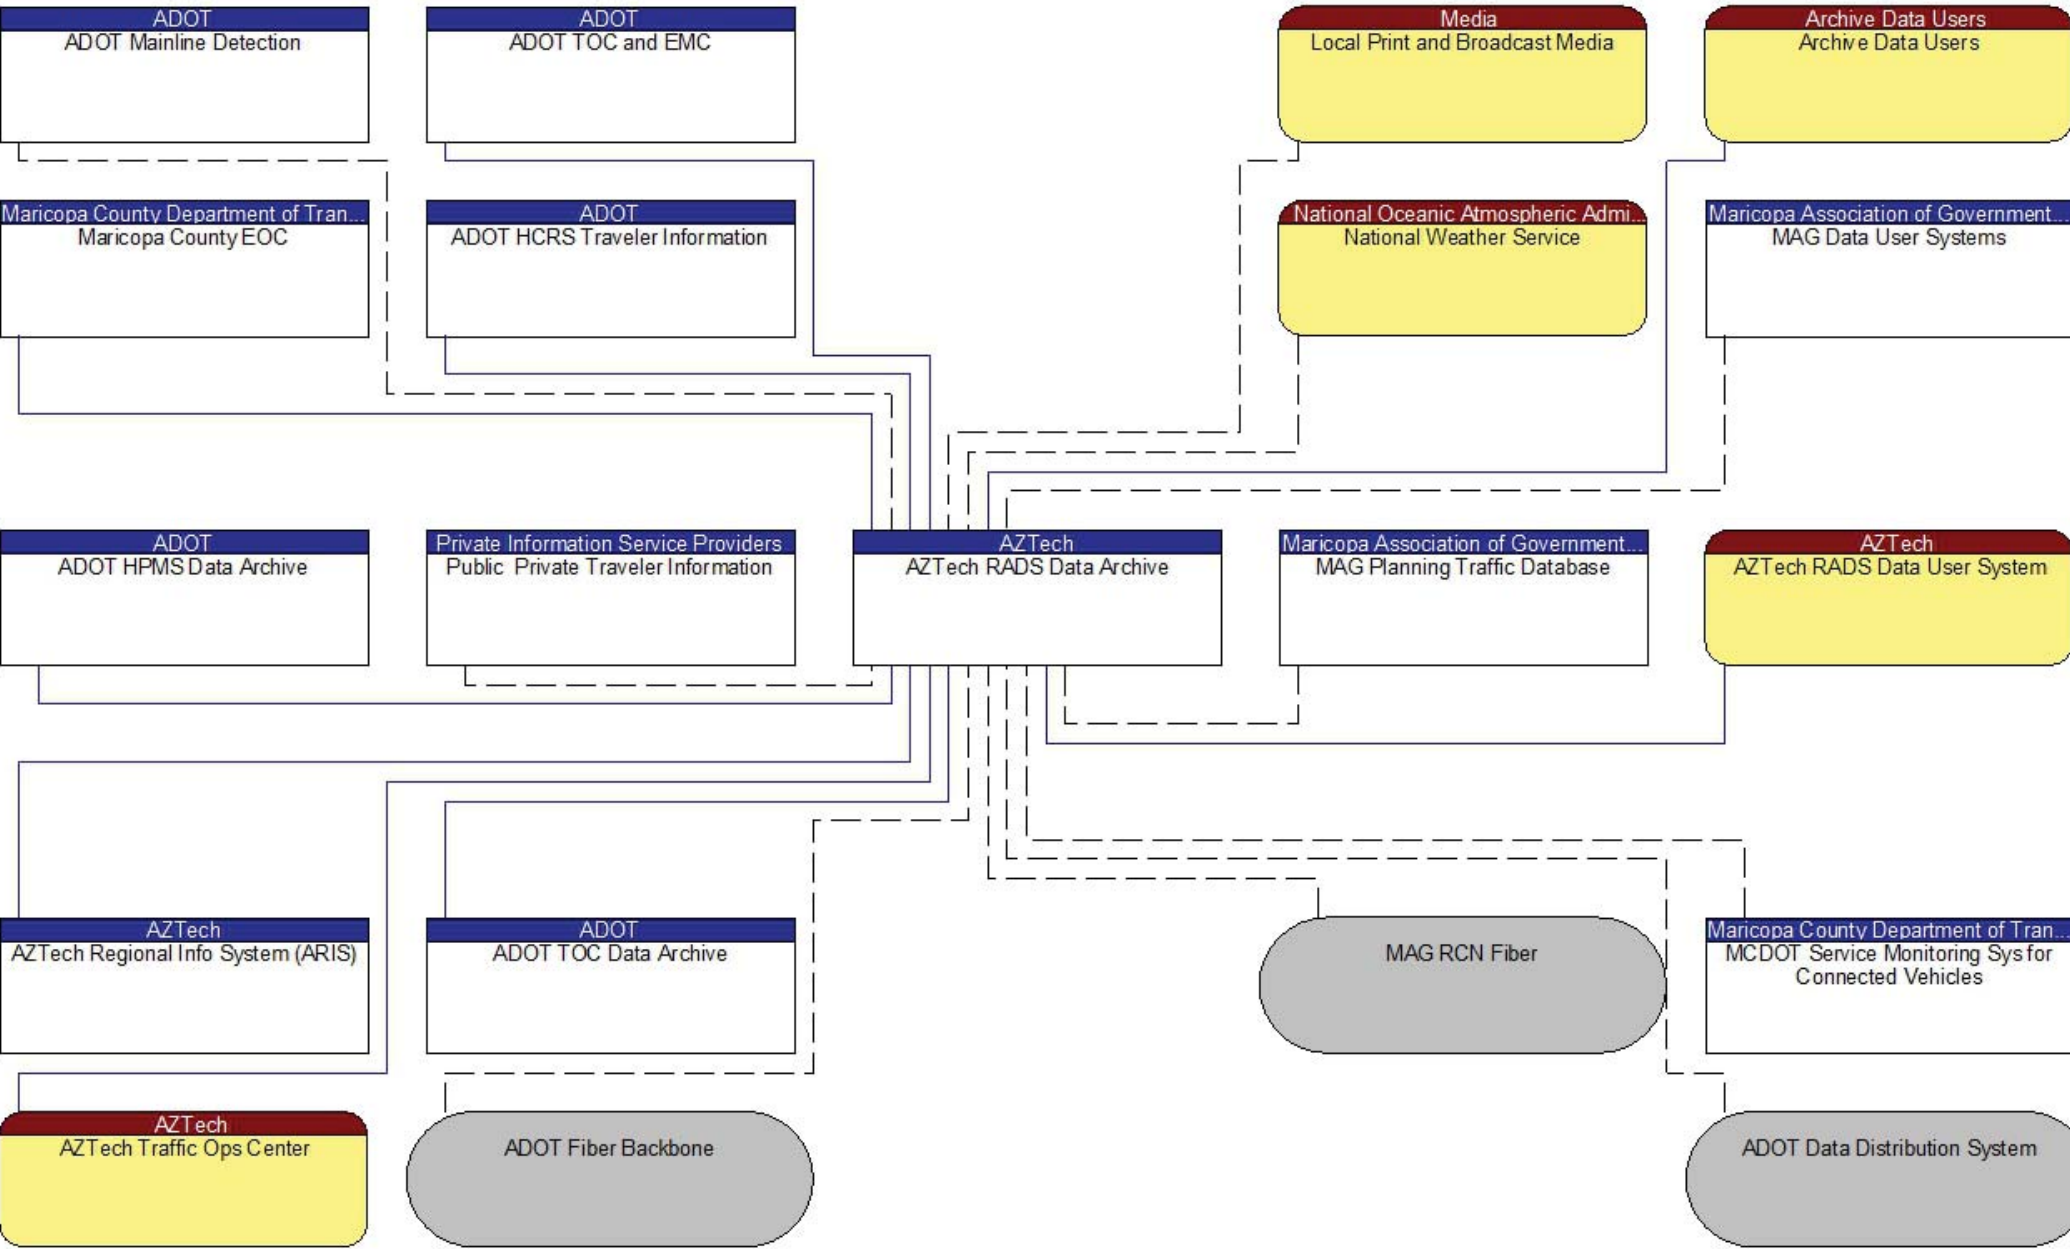 ADOT
ADOT Mainline Detection
ADOT
ADOT TOC and EMC
Media
Local Print and Broadcast Media
Archive Data Users
Archive Data Users
Maricopa County Department of Tran...
Maricopa County EOC
ADOT
ADOT HCRS Traveler Information
National Oceanic Atmospheric Admi...
National Weather Service
Maricopa Association of Government...
MAG Data User Systems
ADOT
ADOT HPMS Data Archive
Private Information Service Providers
Public Private Traveler Information
AZTech
AZTech RADS Data Archive
Maricopa Association of Government...
MAG Planning Traffic Database
AZTech
AZTech RADS Data User System
AZTech
AZTech Regional Info System (ARIS)
ADOT
ADOT TOC Data Archive
MAG RCN Fiber
Maricopa County Department of Tran...
MCDOT Service Monitoring Sys for
Connected Vehicles
AZTech
AZTech Traffic Ops Center
ADOT Fiber Backbone
ADOT Data Distribution System